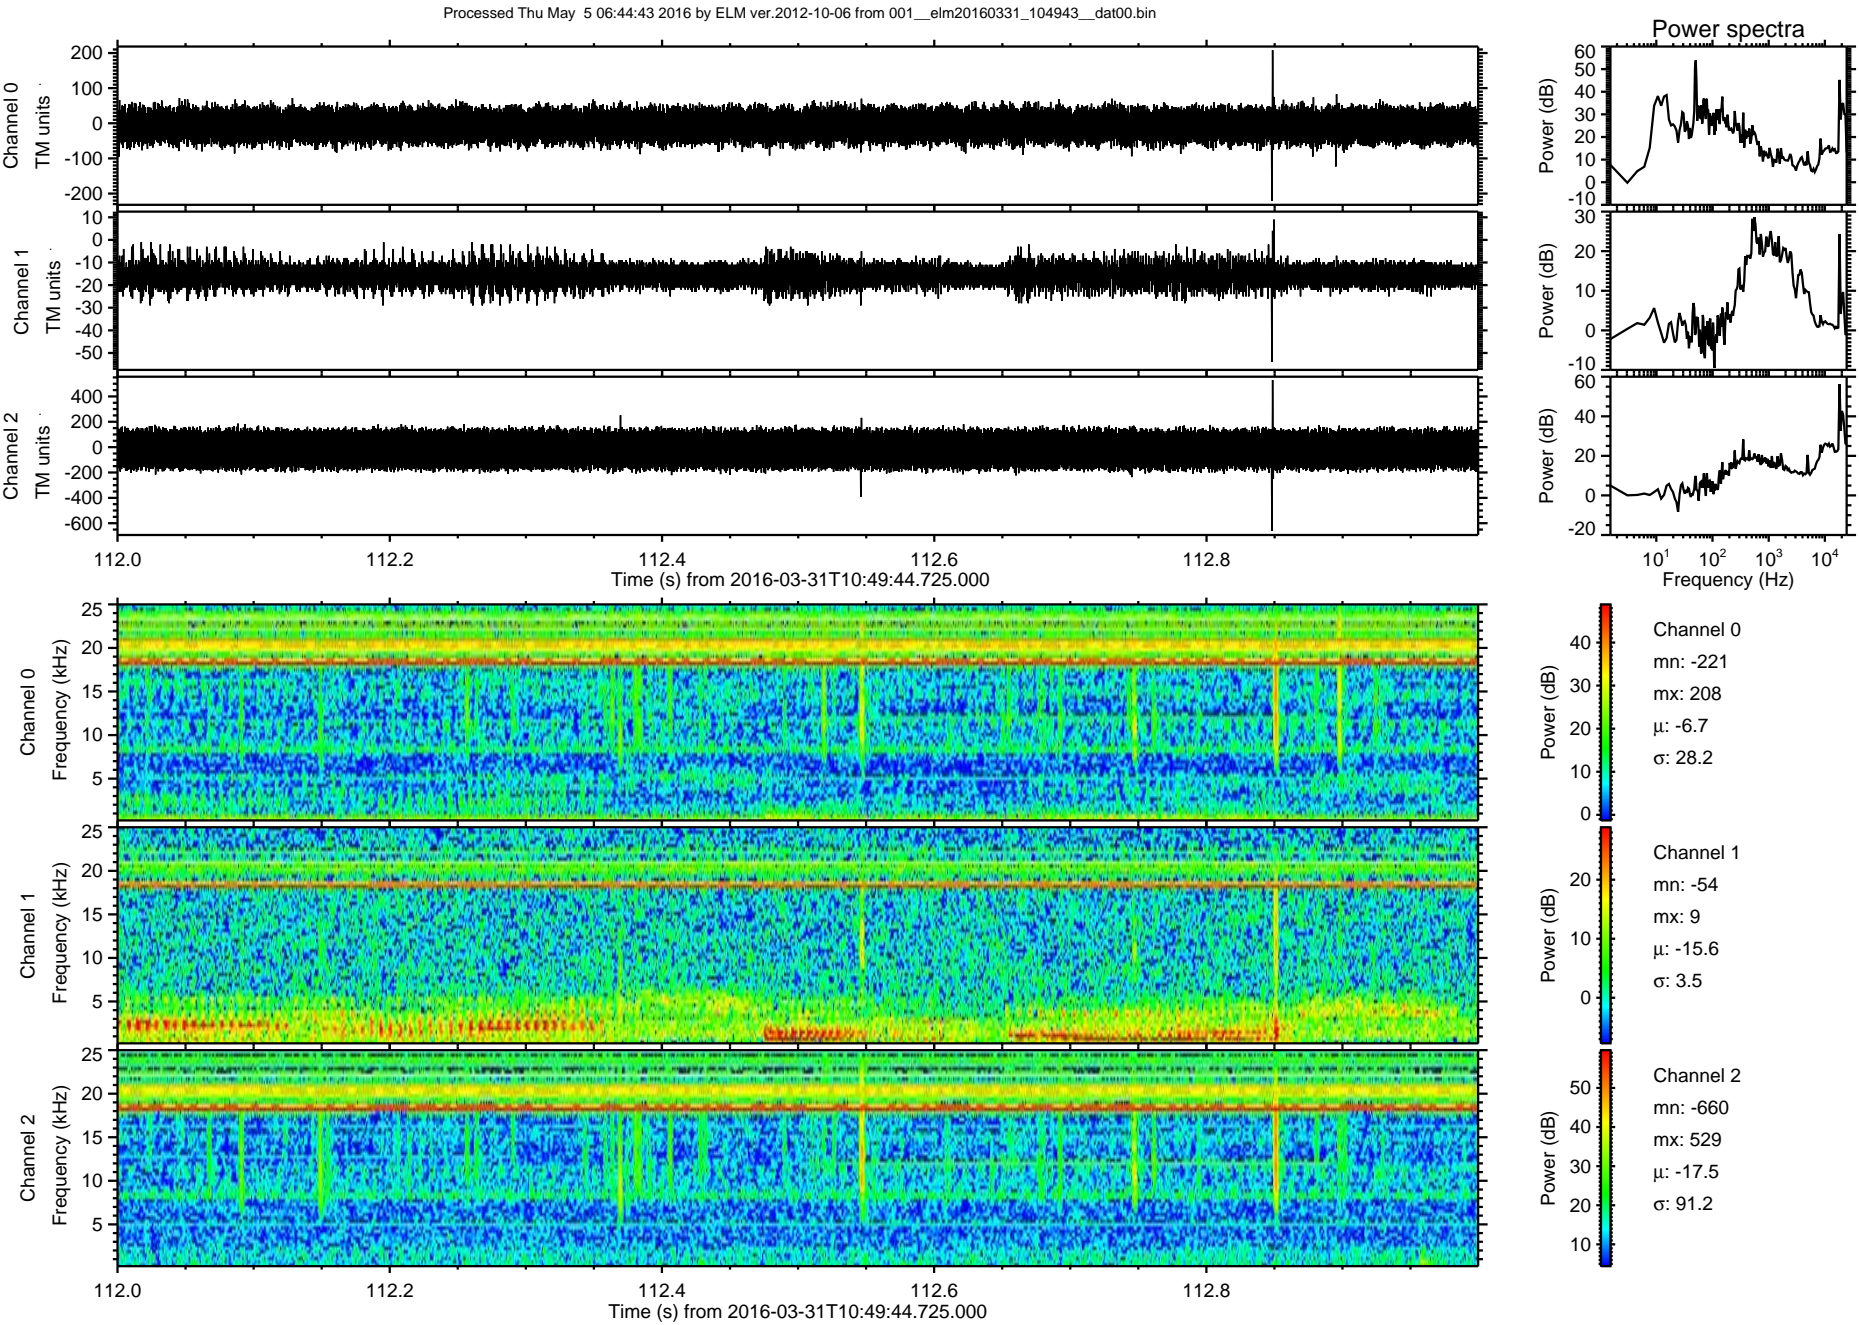 Processed Thu May  5 06:44:43 2016 by ELM ver.2012-10-06 from 001__elm20160331_104943__dat00.bin
Power spectra
Channel 0
TM units
200
100
0
-100
-200
Power (dB)
60
50
40
30
20
10
0
-10
Channel 1
TM units
10
0
-10
-20
-30
-40
-50
Power (dB)
30
20
10
0
-10
Channel 2
TM units
400
200
0
-200
-400
-600
Power (dB)
60
40
20
0
-20
112.0 112.2 112.4 112.6 112.8
Time (s) from 2016-03-31T10:49:44.725.000
10¹ 10² 10³ 10⁴
Frequency (Hz)
Channel 0
Frequency (kHz)
25
20
15
10
5
Power (dB)
40
30
20
10
0
Channel 0
mn: -221
mx: 208
μ: -6.7
σ: 28.2
Channel 1
Frequency (kHz)
25
20
15
10
5
Power (dB)
20
10
0
Channel 1
mn: -54
mx: 9
μ: -15.6
σ: 3.5
Channel 2
Frequency (kHz)
25
20
15
10
5
Power (dB)
50
40
30
20
10
Channel 2
mn: -660
mx: 529
μ: -17.5
σ: 91.2
112.0 112.2 112.4 112.6 112.8
Time (s) from 2016-03-31T10:49:44.725.000